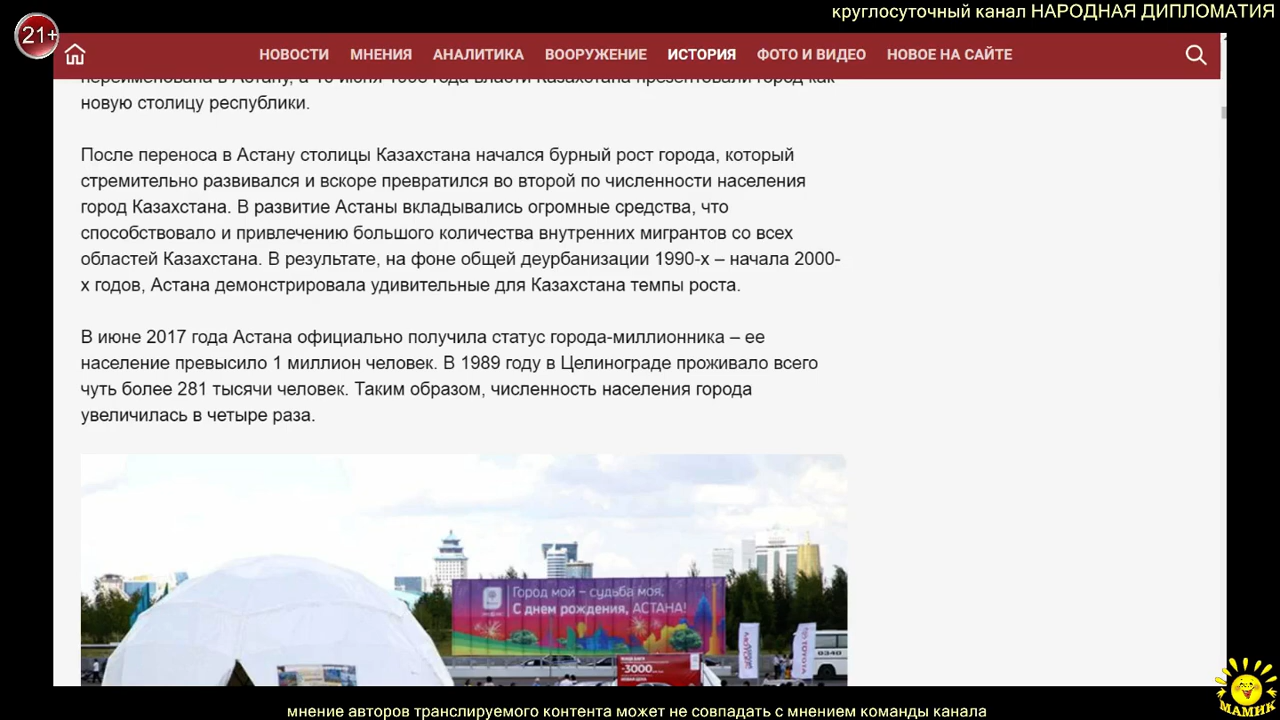 круглосуточный канал НАРОДНАЯ ДИПЛОМАТИЯ
21+
НОВОСТИ МНЕНИЯ АНАЛИТИКА ВООРУЖЕНИЕ ИСТОРИЯ ФОТО И ВИДЕО НОВОЕ НА САЙТЕ
новую столицу республики.
После переноса в Астану столицы Казахстана начался бурный рост города, который
стремительно развивался и вскоре превратился во второй по численности населения
город Казахстана. В развитие Астаны вкладывались огромные средства, что
способствовало и привлечению большого количества внутренних мигрантов со всех
областей Казахстана. В результате, на фоне общей деурбанизации 1990-х – начала 2000-
х годов, Астана демонстрировала удивительные для Казахстана темпы роста.
В июне 2017 года Астана официально получила статус города-миллионника – ее
население превысило 1 миллион человек. В 1989 году в Целинограде проживало всего
чуть более 281 тысячи человек. Таким образом, численность населения города
увеличилась в четыре раза.
Город мой – судьба моя,
С днем рождения, АСТАНА!
TOYOTA
0340
-3000
МАМИК
мнение авторов транслируемого контента может не совпадать с мнением команды канала